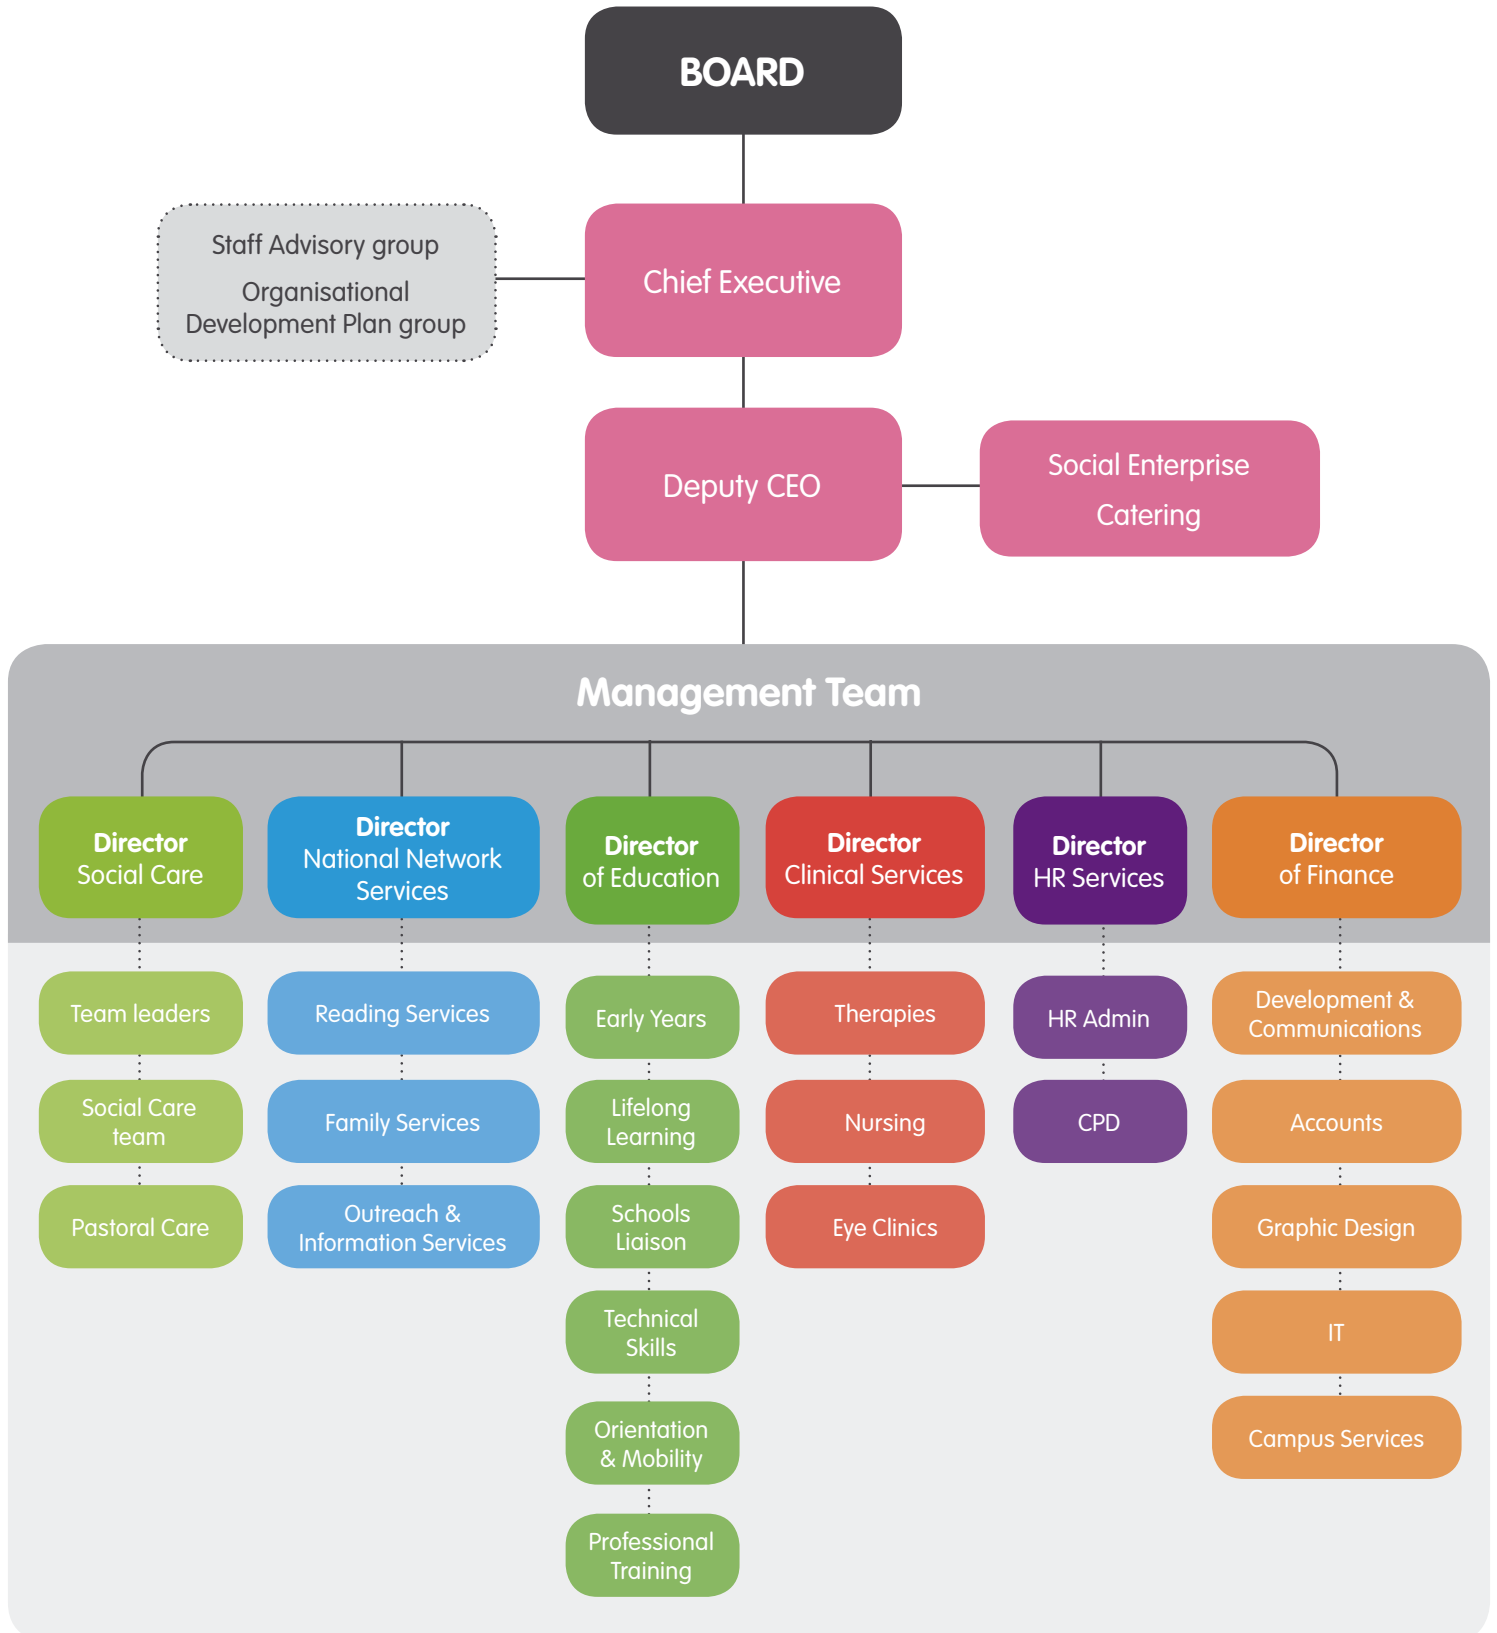 BOARD
Staff Advisory group
Organisational
Development Plan group
Chief Executive
Deputy CEO
Social Enterprise
Catering
Management Team
Director
Social Care
Team leaders
Social Care
team
Pastoral Care
Director
National Network
Services
Reading Services
Family Services
Outreach &
Information Services
Director
of Education
Early Years
Lifelong
Learning
Schools
Liaison
Technical
Skills
Orientation
& Mobility
Professional
Training
Director
Clinical Services
Therapies
Nursing
Eye Clinics
Director
HR Services
HR Admin
CPD
Director
of Finance
Development &
Communications
Accounts
Graphic Design
IT
Campus Services